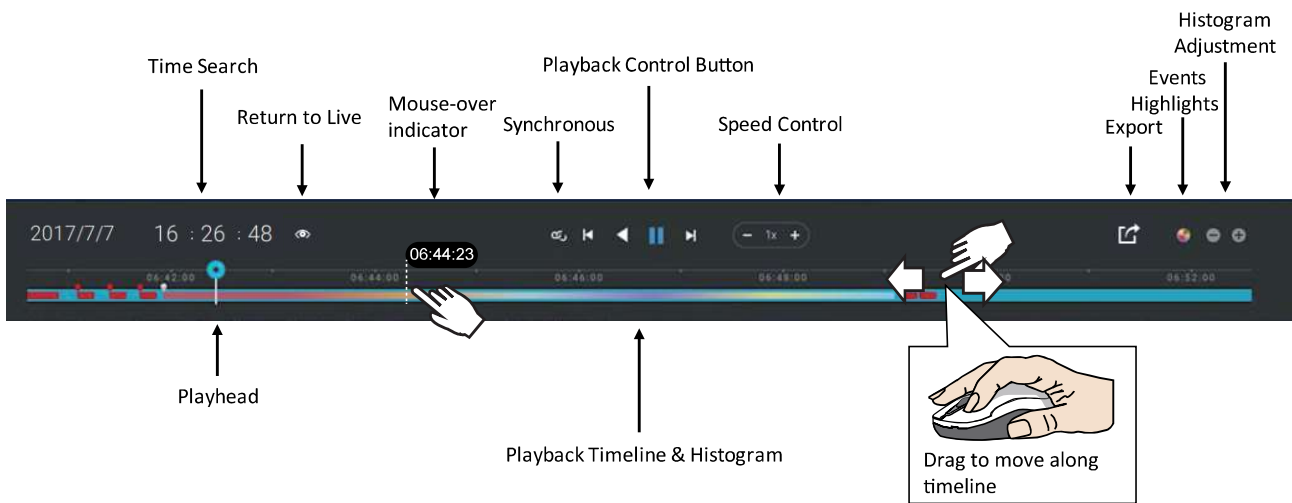 Histogram
Adjustment
Time Search
Playback Control Button
Events
Highlights
Mouse-over
indicator
Return to Live
Synchronous
Speed Control
Export
2017/7/7 16 : 26 : 48
1x
06:44:23
06:42:00 06:44:00 06:46:00 06:48:00 06:52:00
Playhead
Playback Timeline & Histogram
Drag to move along
timeline